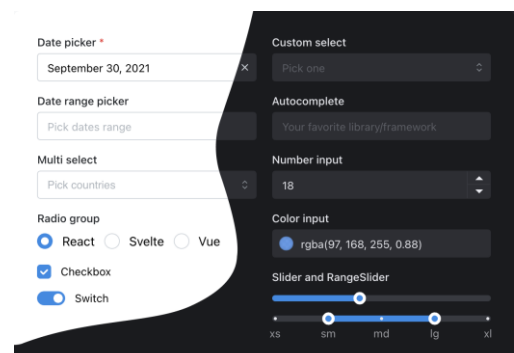 Date picker *
September 30, 2021
Date range picker
Pick dates range
Multi select
Pick countries
Radio group
React Svelte Vue
Checkbox
Switch
Custom select
Pick one
Autocomplete
Your favorite library/framework
Number input
18
Color input
rgba(97, 168, 255, 0.88)
Slider and RangeSlider
xs sm md lg xl